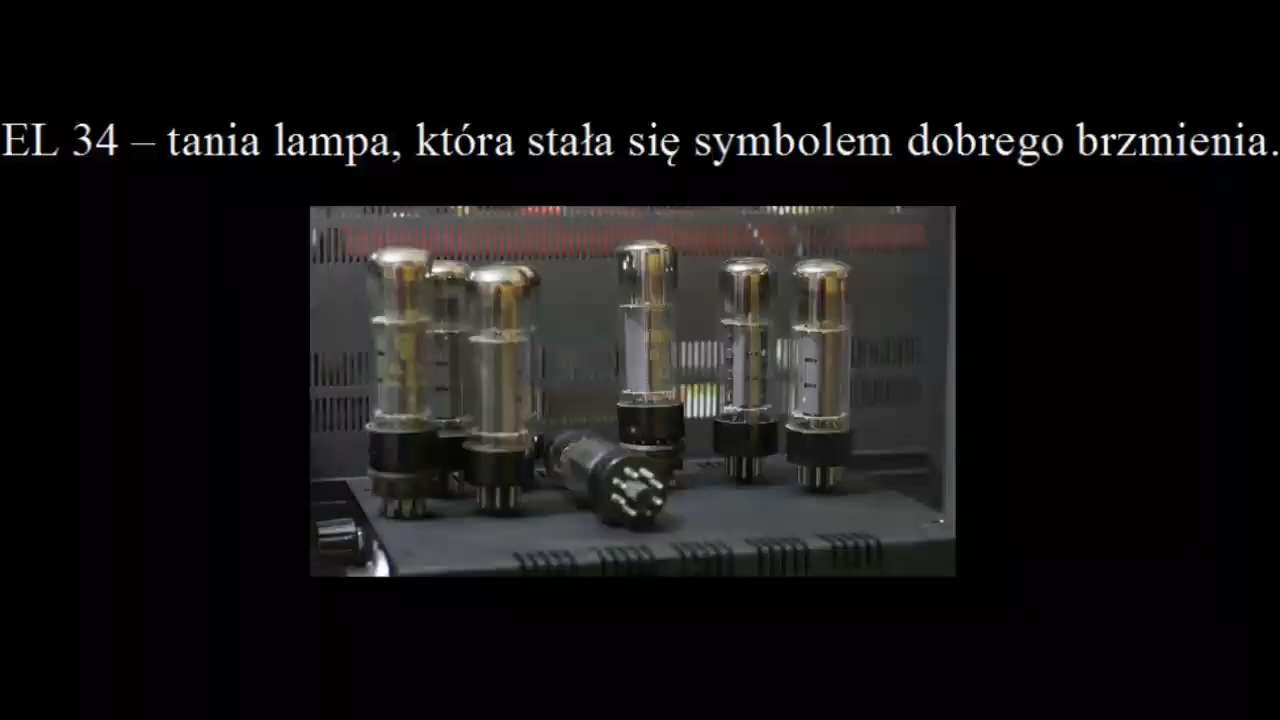 EL 34 – tania lampa, która stała się symbolem dobrego brzmienia.